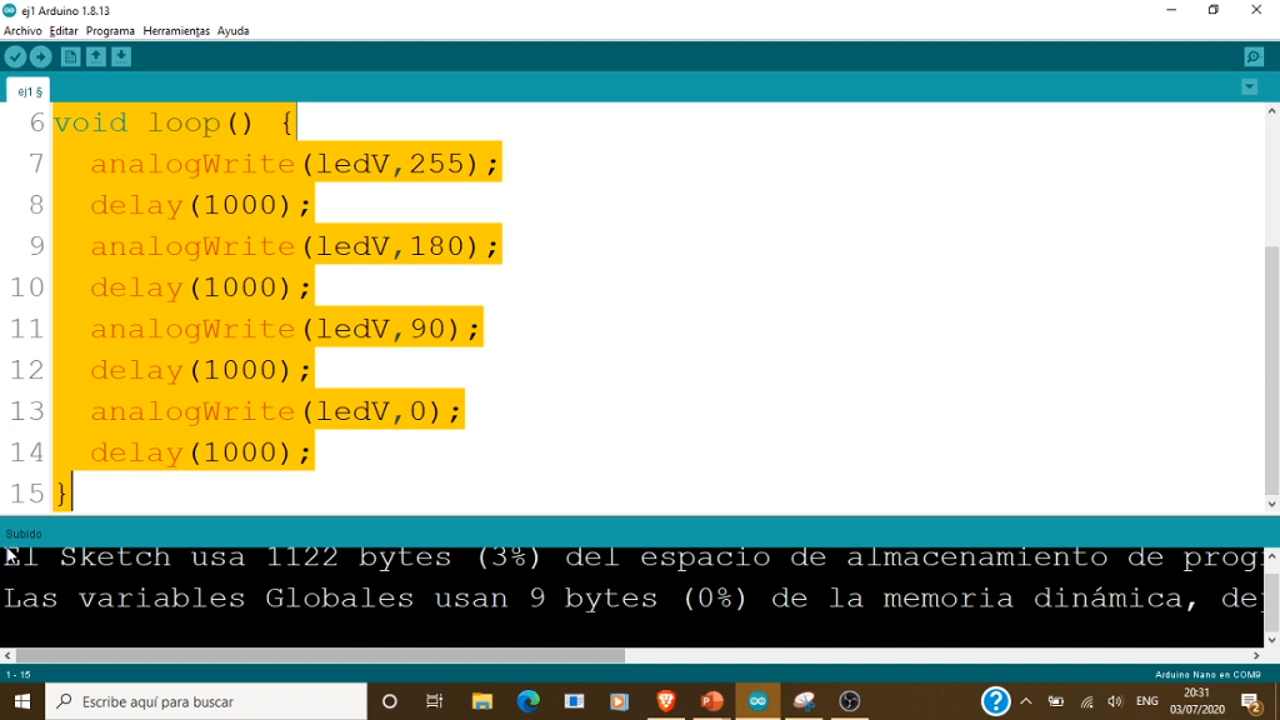 ej1 Arduino 1.8.13
Archivo Editar Programa Herramientas Ayuda
ej1 §
6 void loop() {
7 analogWrite(ledV,255);
8 delay(1000);
9 analogWrite(ledV,180);
10 delay(1000);
11 analogWrite(ledV,90);
12 delay(1000);
13 analogWrite(ledV,0);
14 delay(1000);
15 }
Subido
El Sketch usa 1122 bytes (3%) del espacio de almacenamiento de prog
Las variables Globales usan 9 bytes (0%) de la memoria dinámica, de
1 - 15
Arduino Nano en COM9
Escribe aquí para buscar
ENG
20:31
03/07/2020
2